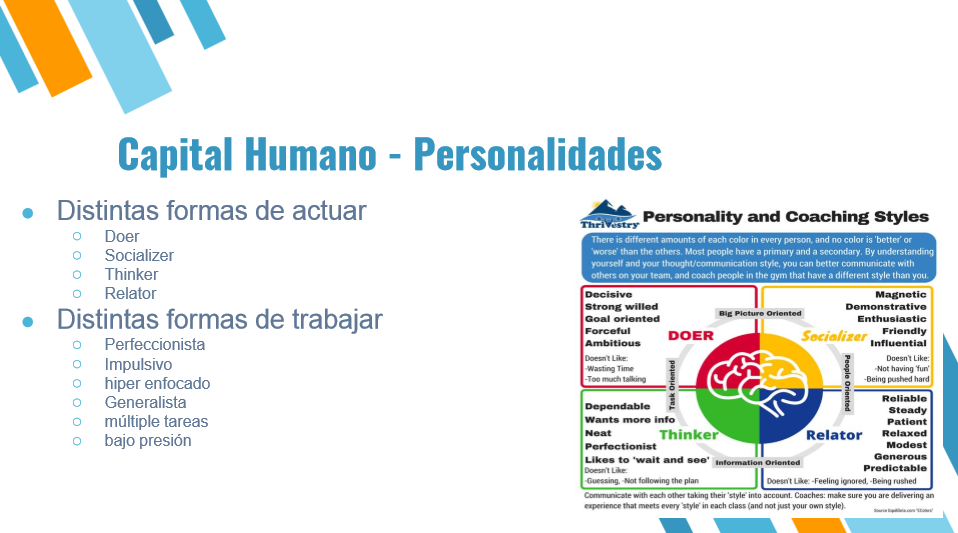 Capital Humano - Personalidades
● Distintas formas de actuar
○ Doer
○ Socializer
○ Thinker
○ Relator
● Distintas formas de trabajar
○ Perfeccionista
○ Impulsivo
○ hiper enfocado
○ Generalista
○ múltiple tareas
○ bajo presión
ThriVestry
Personality and Coaching Styles
There is different amounts of each color in every person, and no color is 'better' or
'worse' than the others. Most people have a primary and a secondary. By understanding
yourself and your thought/communication style, you can better communicate with
others on your team, and coach people in the gym that have a different style than you.
Decisive
Strong willed
Goal oriented
Forceful
Ambitious
DOER
Doesn't Like:
-Wasting Time
-Too much talking
Big Picture Oriented
Magnetic
Demonstrative
Enthusiastic
Friendly
Influential
Socializer
Doesn't Like:
-Not having 'fun'
-Being pushed hard
Task Oriented
People Oriented
Dependable
Wants more info
Neat
Perfectionist
Likes to 'wait and see'
Thinker
Doesn't Like:
-Guessing, -Not following the plan
Information Oriented
Reliable
Steady
Patient
Relaxed
Modest
Generous
Predictable
Relator
Doesn't Like: -Feeling ignored, -Being rushed
Communicate with each other taking their 'style' into account. Coaches: make sure you are delivering an
experience that meets every 'style' in each class (and not just your own style).